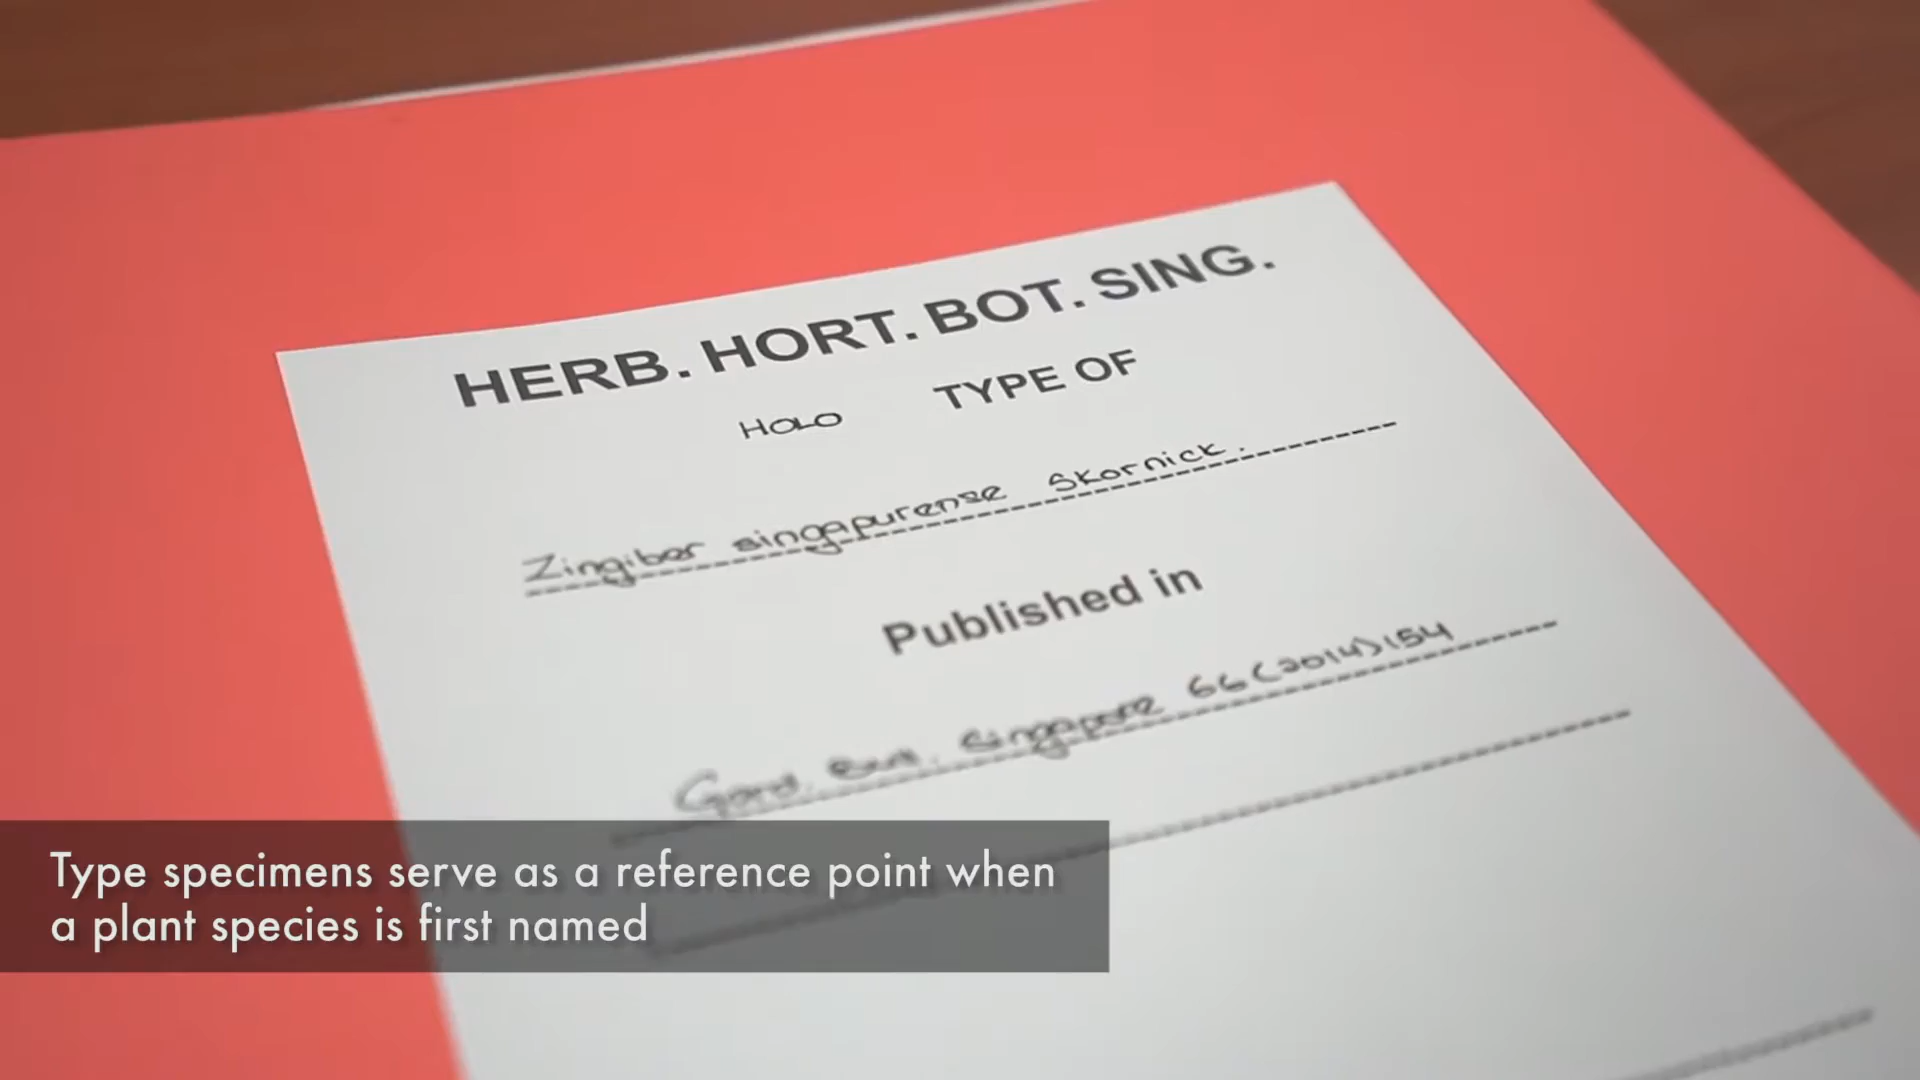 HERB. HORT. BOT. SING.
HOLO TYPE OF
Zingiber singapurense Skornick.
Published in
Gard. Bull. Singapore 66(2014)154
Type specimens serve as a reference point when
a plant species is first named